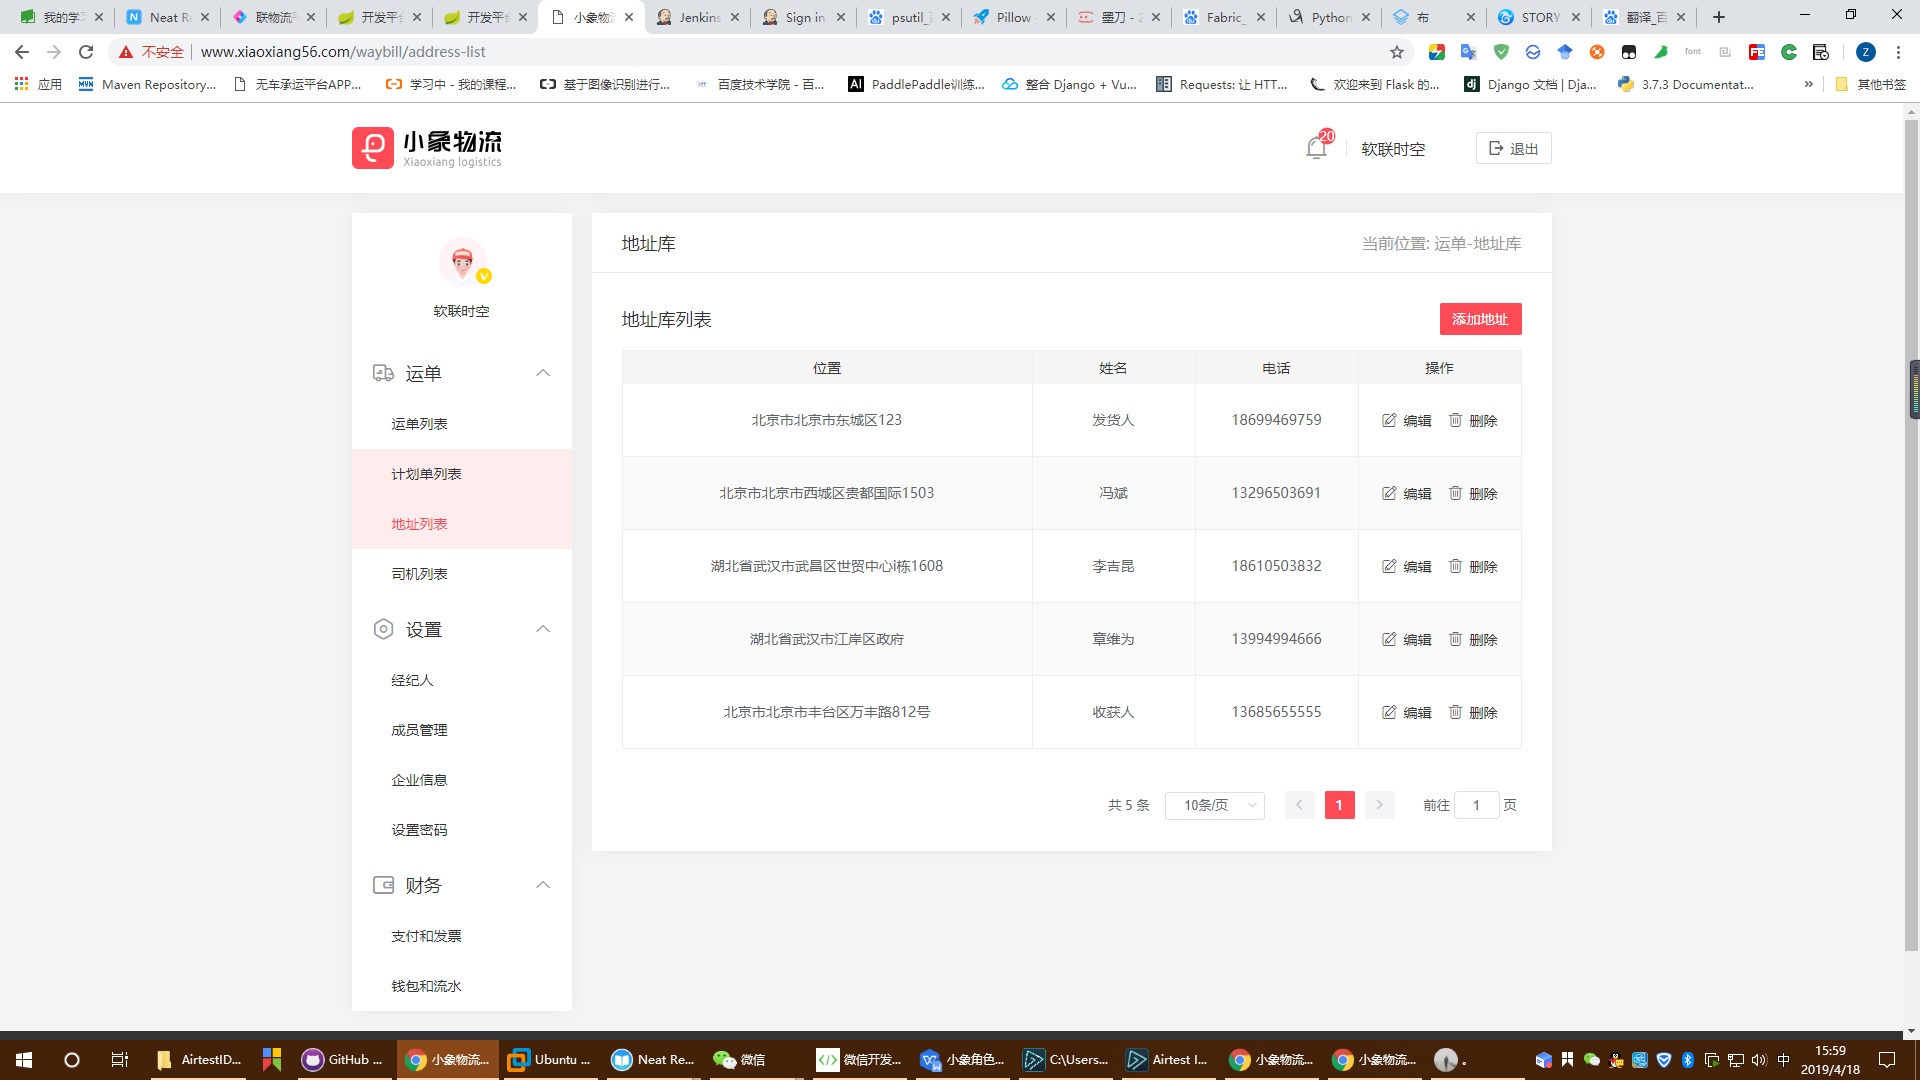 我的学 Neat R 联物流 开发平台 开发平台 小象物 Jenkins Sign in psutil_ Pillow 墨刀 - 2 Fabric_ Python 布 STORY 翻译_百
不安全 www.xiaoxiang56.com/waybill/address-list
应用 Maven Repository... 无车承运平台APP... 学习中 - 我的课程... 基于图像识别进行... 百度技术学院 - 百... PaddlePaddle训练... 整合 Django + Vu... Requests: 让 HTT... 欢迎来到 Flask 的... Django 文档 | Dja... 3.7.3 Documentat... » 其他书签
小象物流
Xiaoxiang logistics
20
软联时空
退出
软联时空
运单
运单列表
计划单列表
地址列表
司机列表
设置
经纪人
成员管理
企业信息
设置密码
财务
支付和发票
钱包和流水
地址库
当前位置: 运单-地址库
地址库列表
添加地址
位置 姓名 电话 操作
北京市北京市东城区123 发货人 18699469759 编辑 删除
北京市北京市西城区贵都国际1503 冯斌 13296503691 编辑 删除
湖北省武汉市武昌区世贸中心i栋1608 李吉昆 18610503832 编辑 删除
湖北省武汉市江岸区政府 章维为 13994994666 编辑 删除
北京市北京市丰台区万丰路812号 收获人 13685655555 编辑 删除
共 5 条 10条/页 1 前往 1 页
AirtestID... GitHub ... 小象物流... Ubuntu ... Neat Re... 微信 微信开发... 小象角色... C:\Users... Airtest I... 小象物流... 小象物流... 中
15:59
2019/4/18